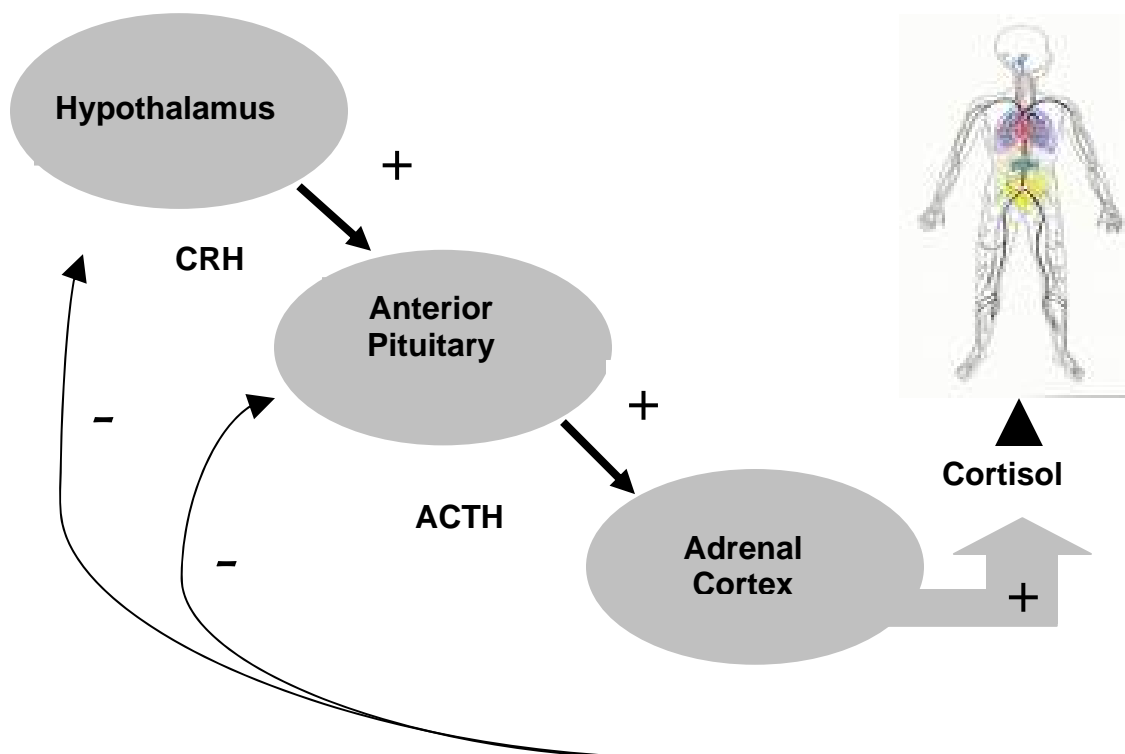 Hypothalamus
+
CRH
Anterior
Pituitary
-
+
Cortisol
ACTH
Adrenal
Cortex
-
+